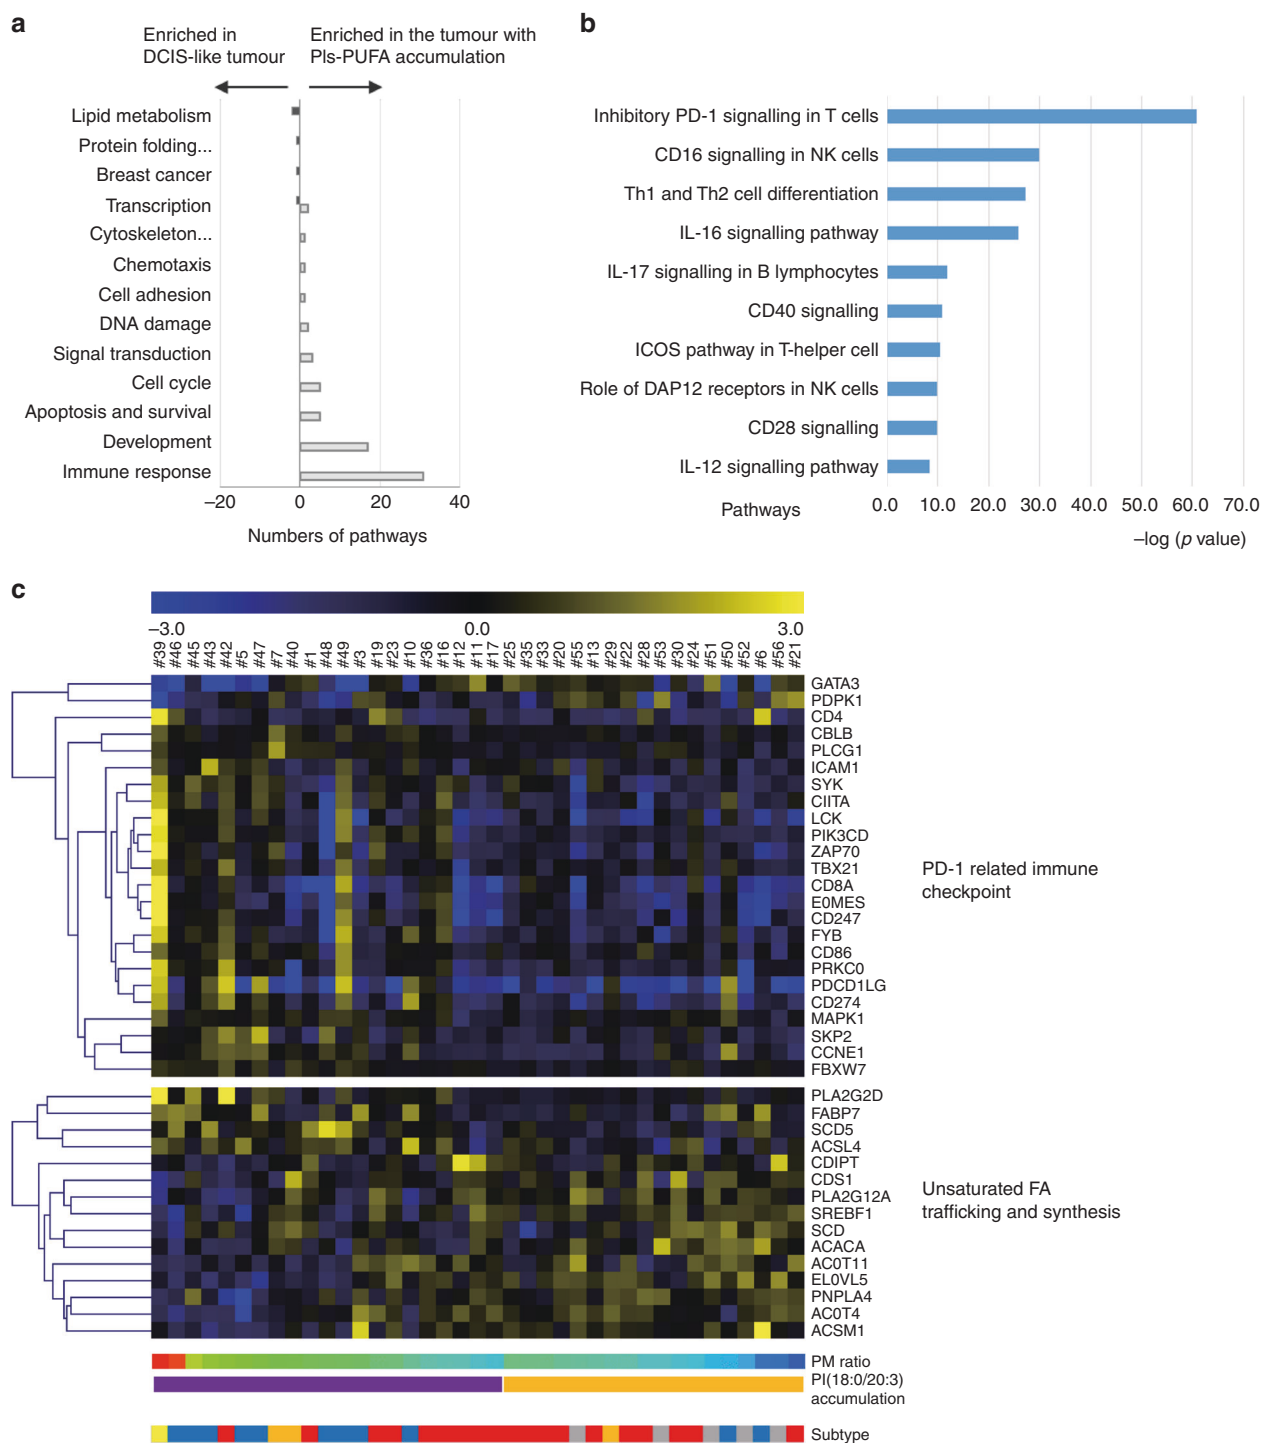 a
Enriched in
DCIS-like tumour
Enriched in the tumour with
Pls-PUFA accumulation
Lipid metabolism
Protein folding...
Breast cancer
Transcription
Cytoskeleton...
Chemotaxis
Cell adhesion
DNA damage
Signal transduction
Cell cycle
Apoptosis and survival
Development
Immune response
–20 0 20 40
Numbers of pathways
b
Inhibitory PD-1 signalling in T cells
CD16 signalling in NK cells
Th1 and Th2 cell differentiation
IL-16 signalling pathway
IL-17 signalling in B lymphocytes
CD40 signalling
ICOS pathway in T-helper cell
Role of DAP12 receptors in NK cells
CD28 signalling
IL-12 signalling pathway
Pathways
0.0 10.0 20.0 30.0 40.0 50.0 60.0 70.0
–log (p value)
c
–3.0 0.0 3.0
#39 #46 #45 #43 #42 #5 #47 #7 #40 #1 #48 #49 #3 #19 #23 #10 #36 #16 #12 #11 #17 #25 #35 #33 #20 #55 #13 #29 #22 #28 #53 #30 #24 #51 #50 #52 #6 #56 #21
GATA3
PDPK1
CD4
CBLB
PLCG1
ICAM1
SYK
CIITA
LCK
PIK3CD
ZAP70
TBX21
CD8A
E0MES
CD247
FYB
CD86
PRKC0
PDCD1LG
CD274
MAPK1
SKP2
CCNE1
FBXW7
PD-1 related immune
checkpoint
PLA2G2D
FABP7
SCD5
ACSL4
CDIPT
CDS1
PLA2G12A
SREBF1
SCD
ACACA
AC0T11
EL0VL5
PNPLA4
AC0T4
ACSM1
Unsaturated FA
trafficking and synthesis
PM ratio
PI(18:0/20:3)
accumulation
Subtype